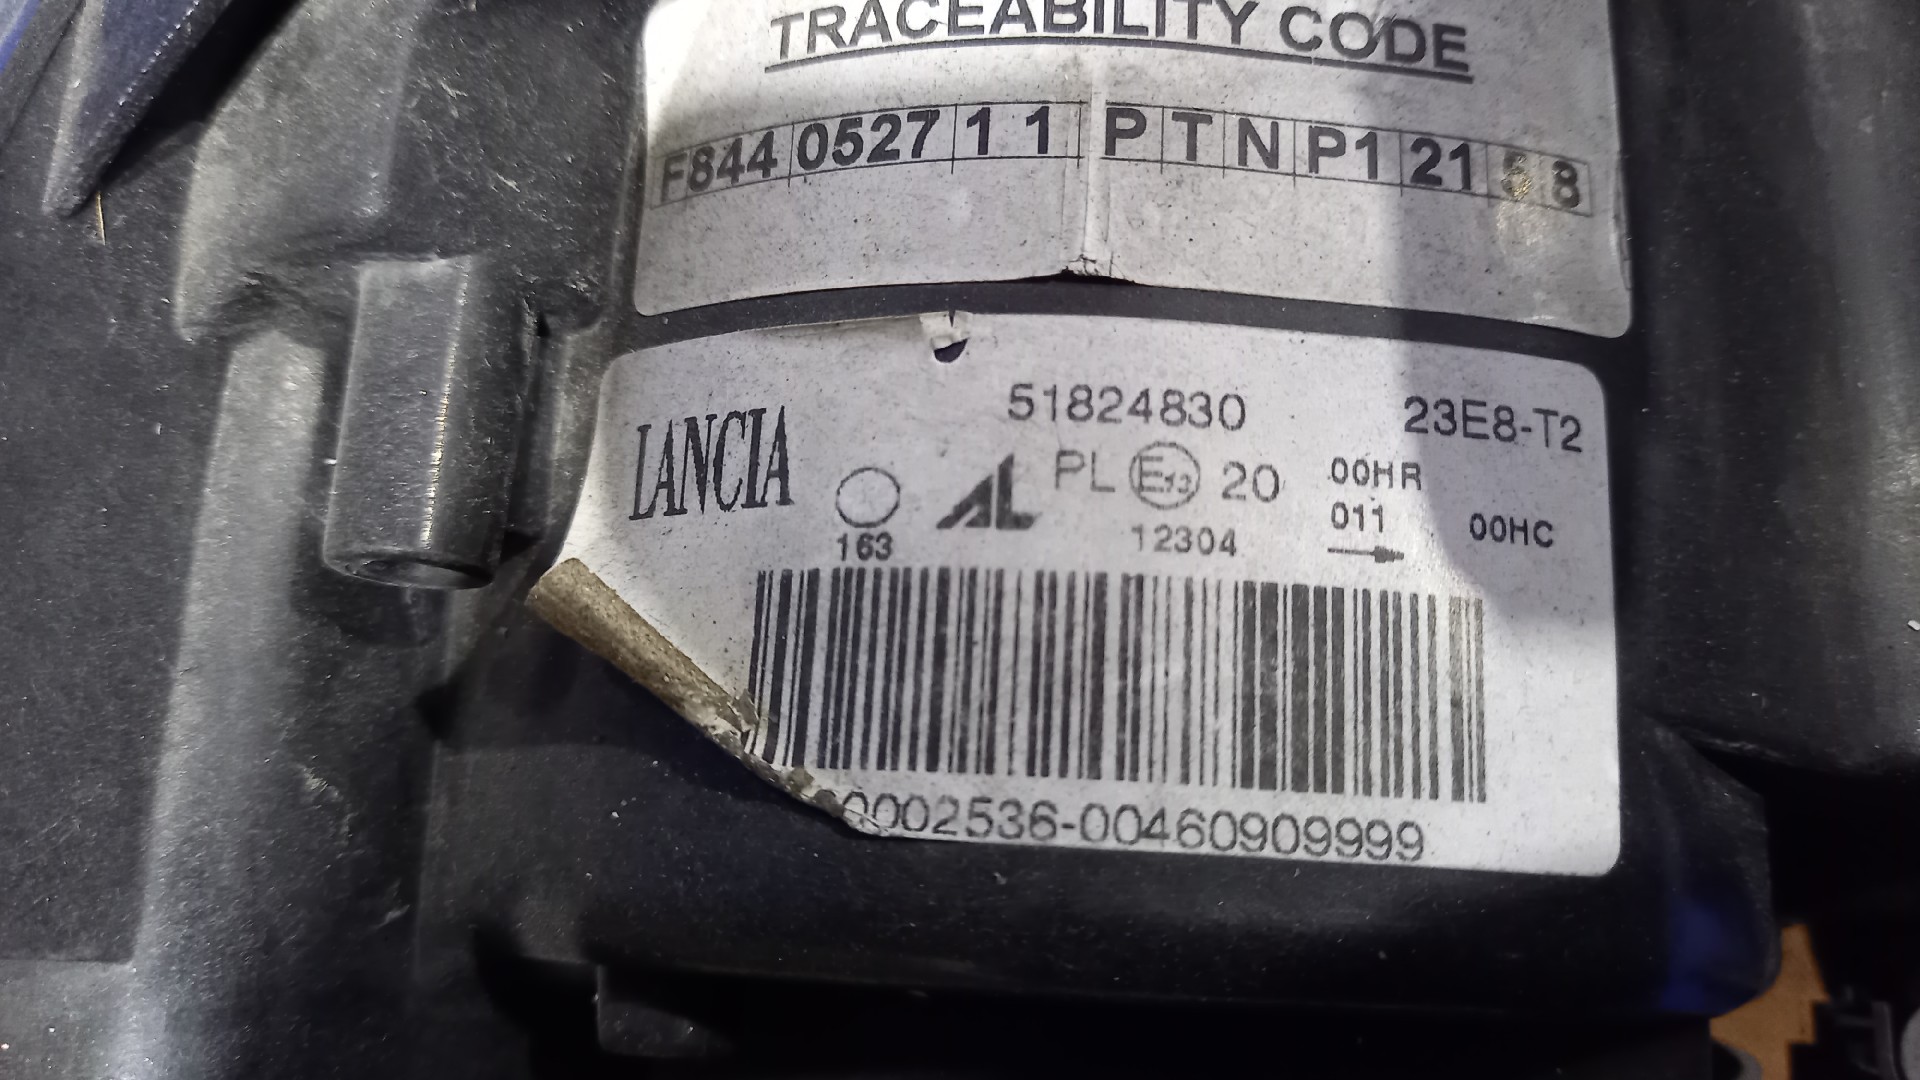 TRACEABILITY CODE
F844 0527 1 1 P T N P1 21 8
51824830 23E8-T2
LANCIA 163 AL PL 20 00HR
12304 011 00HC
0002536-00460909999